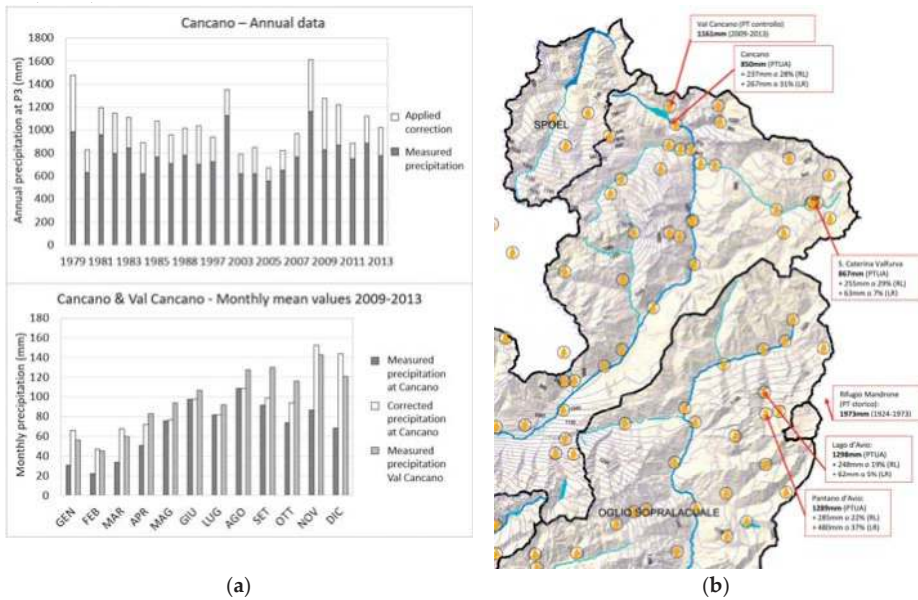 Cancano – Annual data
Annual precipitation at P3 (mm)
1800
1600
1400
1200
1000
800
600
400
200
0
1979 1981 1983 1985 1988 1997 2003 2005 2007 2009 2011 2013
Applied
correction
Measured
precipitation
Cancano & Val Cancano - Monthly mean values 2009-2013
Monthly precipitation (mm)
180
160
140
120
100
80
60
40
20
0
GEN FEB MAR APR MAG GIU LUG AGO SET OTT NOV DIC
Measured
precipitation
at Cancano
Corrected
precipitation
at Cancano
Measured
precipitation
Val Cancano
(a)
Val Cancano (PT controllo)
1161mm (2009-2013)
Cancano:
850mm (PTUA)
+ 237mm o 28% (RL)
+ 267mm o 31% (LR)
SPOEL
S. Caterina Valfurva
867mm (PTUA)
+ 255mm o 29% (RL)
+ 63mm o 7% (LR)
Rifugio Mandrone
(PT storico):
1973mm (1924-1973)
Lago d'Avio:
1298mm (PTUA)
+ 248mm o 19% (RL)
+ 62mm o 5% (LR)
Pantano d'Avio:
1289mm (PTUA)
+ 285mm o 22% (RL)
+ 480mm o 37% (LR)
OGLIO SOPRALACUALE
(b)